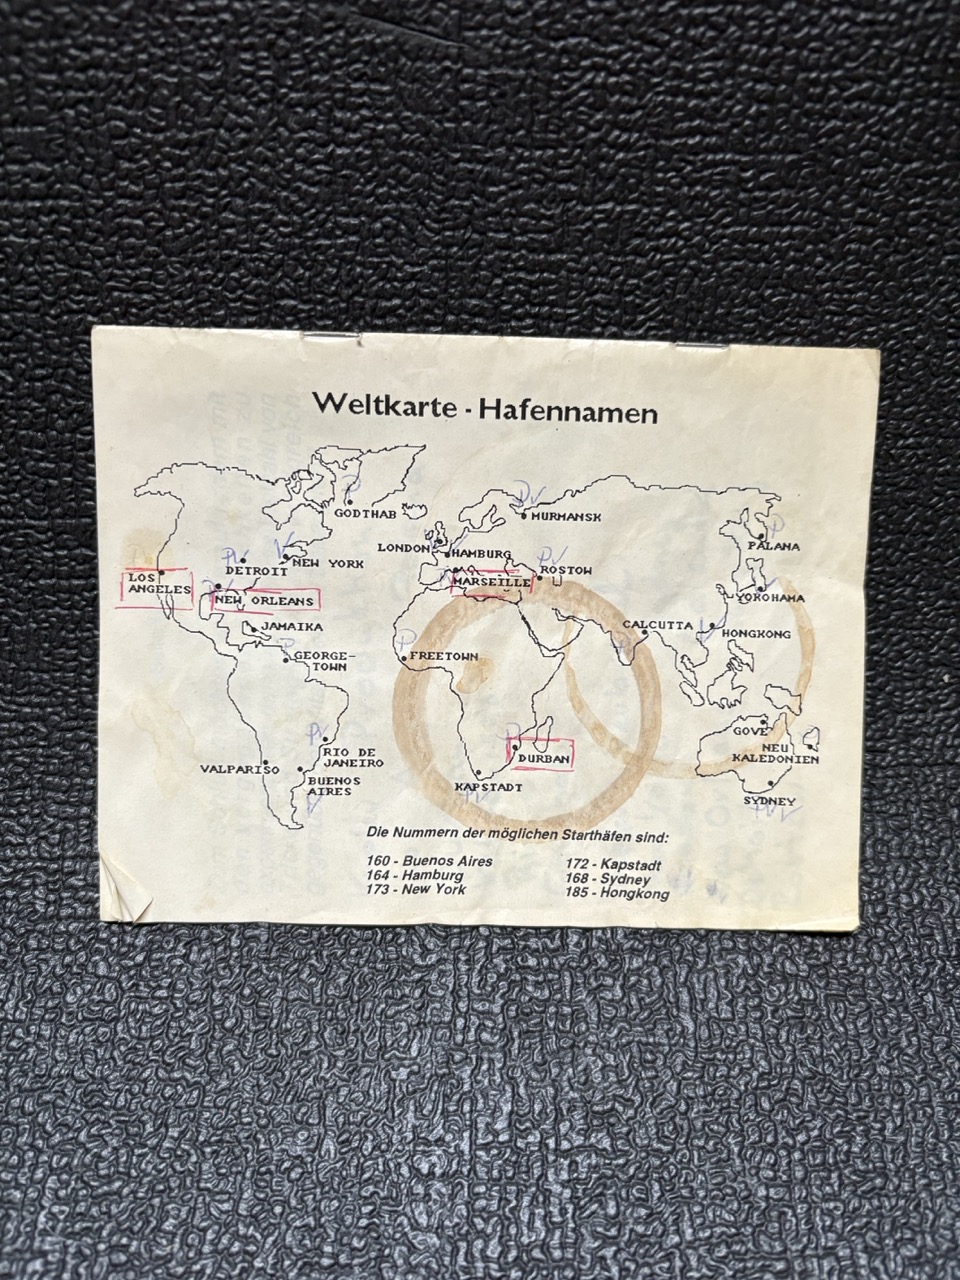 Weltkarte - Hafennamen
GODTHAB
MURMANSK
LONDON
HAMBURG
PALANA
NEW YORK
DETROIT
ROSTOW
LOS
ANGELES
MARSEILLE
NEW ORLEANS
YOKOHAMA
JAMAIKA
CALCUTTA
HONGKONG
GEORGE-
TOWN
FREETOWN
GOVE
RIO DE
JANEIRO
NEU
KALEDONIEN
DURBAN
VALPARISO
BUENOS
AIRES
KAPSTADT
SYDNEY
Die Nummern der möglichen Starthäfen sind:
160 - Buenos Aires
164 - Hamburg
173 - New York
172 - Kapstadt
168 - Sydney
185 - Hongkong